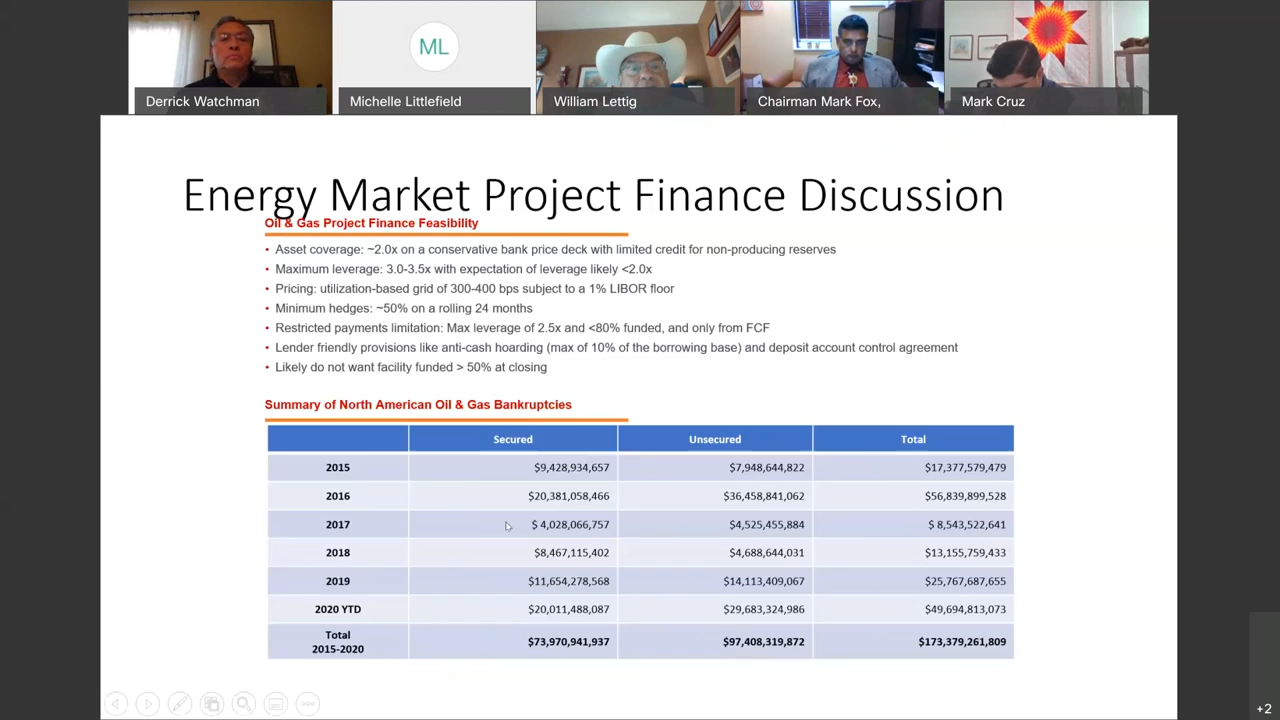 ML
Derrick Watchman
Michelle Littlefield
William Lettig
Chairman Mark Fox,
Mark Cruz
Energy Market Project Finance Discussion
Oil & Gas Project Finance Feasibility
• Asset coverage: ~2.0x on a conservative bank price deck with limited credit for non-producing reserves
• Maximum leverage: 3.0-3.5x with expectation of leverage likely <2.0x
• Pricing: utilization-based grid of 300-400 bps subject to a 1% LIBOR floor
• Minimum hedges: ~50% on a rolling 24 months
• Restricted payments limitation: Max leverage of 2.5x and <80% funded, and only from FCF
• Lender friendly provisions like anti-cash hoarding (max of 10% of the borrowing base) and deposit account control agreement
• Likely do not want facility funded > 50% at closing
Summary of North American Oil & Gas Bankruptcies
Secured Unsecured Total
2015 $9,428,934,657 $7,948,644,822 $17,377,579,479
2016 $20,381,058,466 $36,458,841,062 $56,839,899,528
2017 $ 4,028,066,757 $4,525,455,884 $ 8,543,522,641
2018 $8,467,115,402 $4,688,644,031 $13,155,759,433
2019 $11,654,278,568 $14,113,409,067 $25,767,687,655
2020 YTD $20,011,488,087 $29,683,324,986 $49,694,813,073
Total
2015-2020 $73,970,941,937 $97,408,319,872 $173,379,261,809
+2